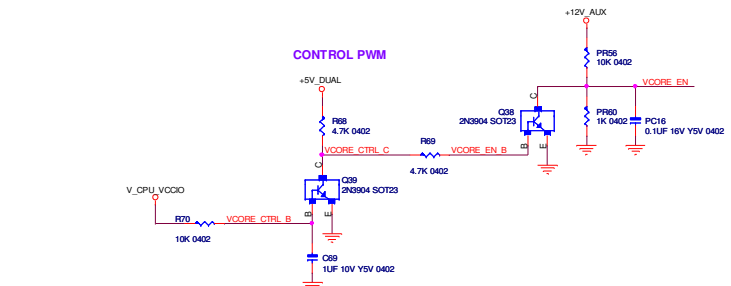 +12V_AUX
CONTROL PWM
PR56
10K 0402
+5V_DUAL
VCORE_EN
C
Q38
2N3904 SOT23
PR60
1K 0402
PC16
0.1UF 16V Y5V 0402
R68
4.7K 0402
R69
B
E
VCORE_CTRL_C
VCORE_EN_B
4.7K 0402
C
Q39
2N3904 SOT23
V_CPU_VCCIO
B
E
R70
VCORE_CTRL_B
10K 0402
C69
1UF 10V Y5V 0402